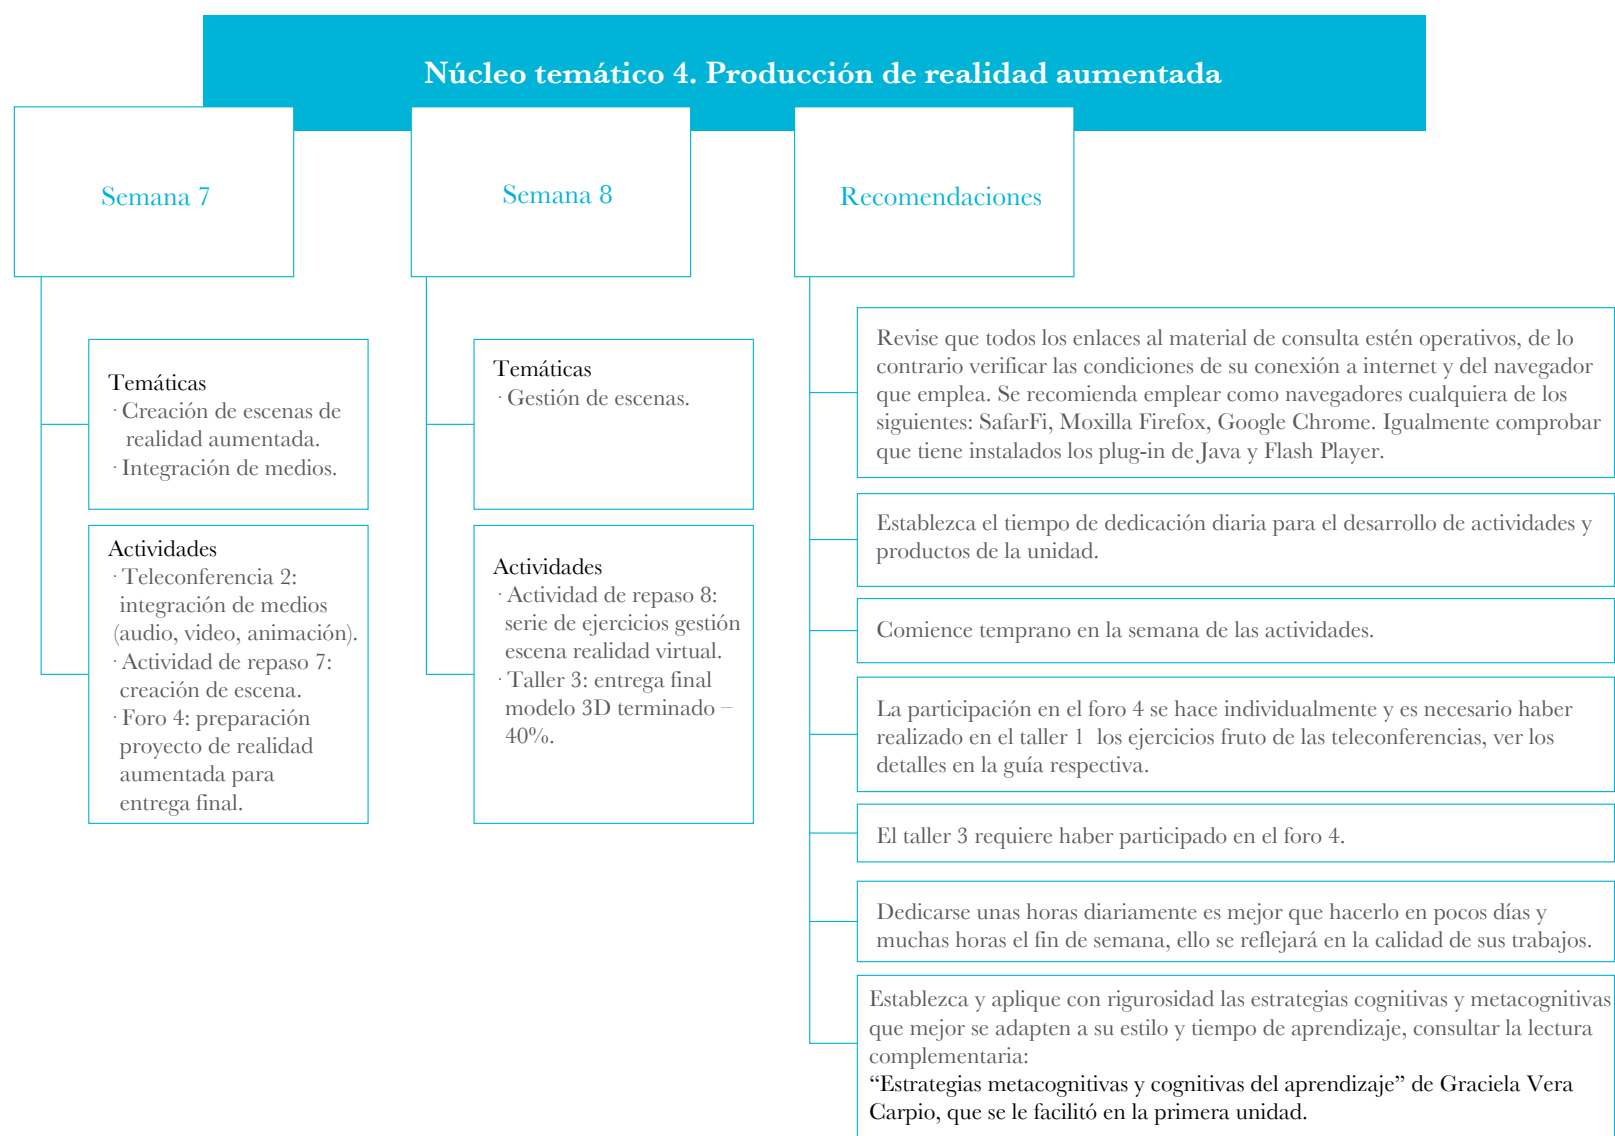 Núcleo temático 4. Producción de realidad aumentada
Semana 7
Temáticas
· Creación de escenas de
realidad aumentada.
· Integración de medios.
Actividades
· Teleconferencia 2:
integración de medios
(audio, video, animación).
· Actividad de repaso 7:
creación de escena.
· Foro 4: preparación
proyecto de realidad
aumentada para
entrega final.
Semana 8
Temáticas
· Gestión de escenas.
Actividades
· Actividad de repaso 8:
serie de ejercicios gestión
escena realidad virtual.
· Taller 3: entrega final
modelo 3D terminado –
40%.
Recomendaciones
Revise que todos los enlaces al material de consulta estén operativos, de lo
contrario verificar las condiciones de su conexión a internet y del navegador
que emplea. Se recomienda emplear como navegadores cualquiera de los
siguientes: SafarFi, Moxilla Firefox, Google Chrome. Igualmente comprobar
que tiene instalados los plug-in de Java y Flash Player.
Establezca el tiempo de dedicación diaria para el desarrollo de actividades y
productos de la unidad.
Comience temprano en la semana de las actividades.
La participación en el foro 4 se hace individualmente y es necesario haber
realizado en el taller 1 los ejercicios fruto de las teleconferencias, ver los
detalles en la guía respectiva.
El taller 3 requiere haber participado en el foro 4.
Dedicarse unas horas diariamente es mejor que hacerlo en pocos días y
muchas horas el fin de semana, ello se reflejará en la calidad de sus trabajos.
Establezca y aplique con rigurosidad las estrategias cognitivas y metacognitivas
que mejor se adapten a su estilo y tiempo de aprendizaje, consultar la lectura
complementaria:
“Estrategias metacognitivas y cognitivas del aprendizaje” de Graciela Vera
Carpio, que se le facilitó en la primera unidad.